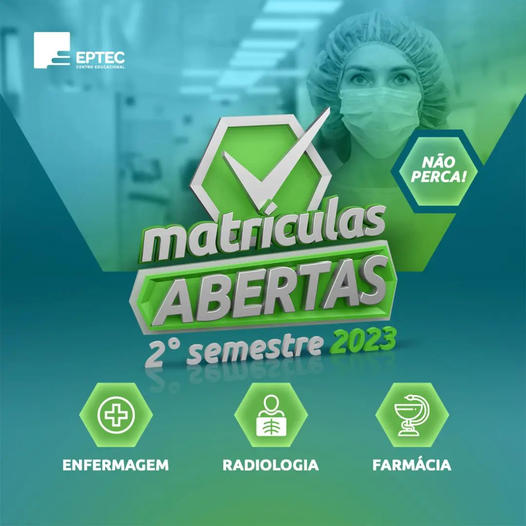 EPTEC
CENTRO EDUCACIONAL
NÃO
PERCA!
matrículas
ABERTAS
2° semestre 2023
ENFERMAGEM
RADIOLOGIA
FARMÁCIA